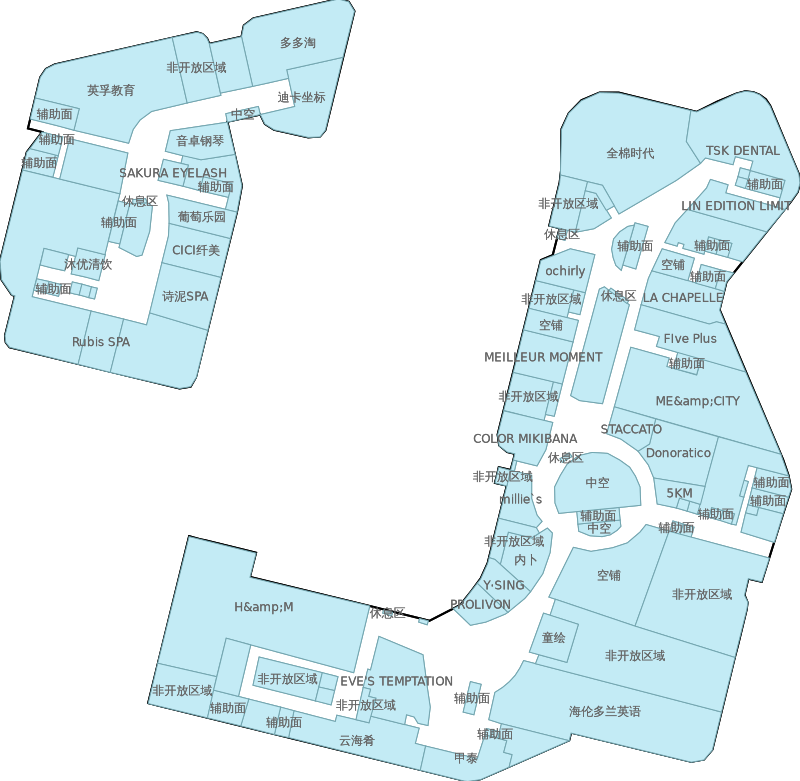 多多淘
非开放区域
英孚教育
迪卡坐标
辅助面
中空
辅助面
音卓钢琴
辅助面
SAKURA EYELASH
辅助面
休息区
葡萄乐园
辅助面
CICI纤美
沐优清饮
辅助面
诗泥SPA
Rubis SPA
全棉时代
TSK DENTAL
辅助面
非开放区域
LIN EDITION LIMIT
休息区
辅助面
辅助面
空铺
ochirly
辅助面
非开放区域
休息区
LA CHAPELLE
空铺
FIve Plus
MEILLEUR MOMENT
辅助面
非开放区域
ME&amp;CITY
COLOR MIKIBANA
STACCATO
休息区
Donoratico
非开放区域
中空
辅助面
millie's
5KM
辅助面
辅助面
辅助面
中空
辅助面
非开放区域
内卜
空铺
Y·SING
非开放区域
PROLIVON
H&amp;M
休息区
童绘
非开放区域
EVE'S TEMPTATION
非开放区域
非开放区域
辅助面
非开放区域
辅助面
海伦多兰英语
辅助面
辅助面
云海肴
甲泰